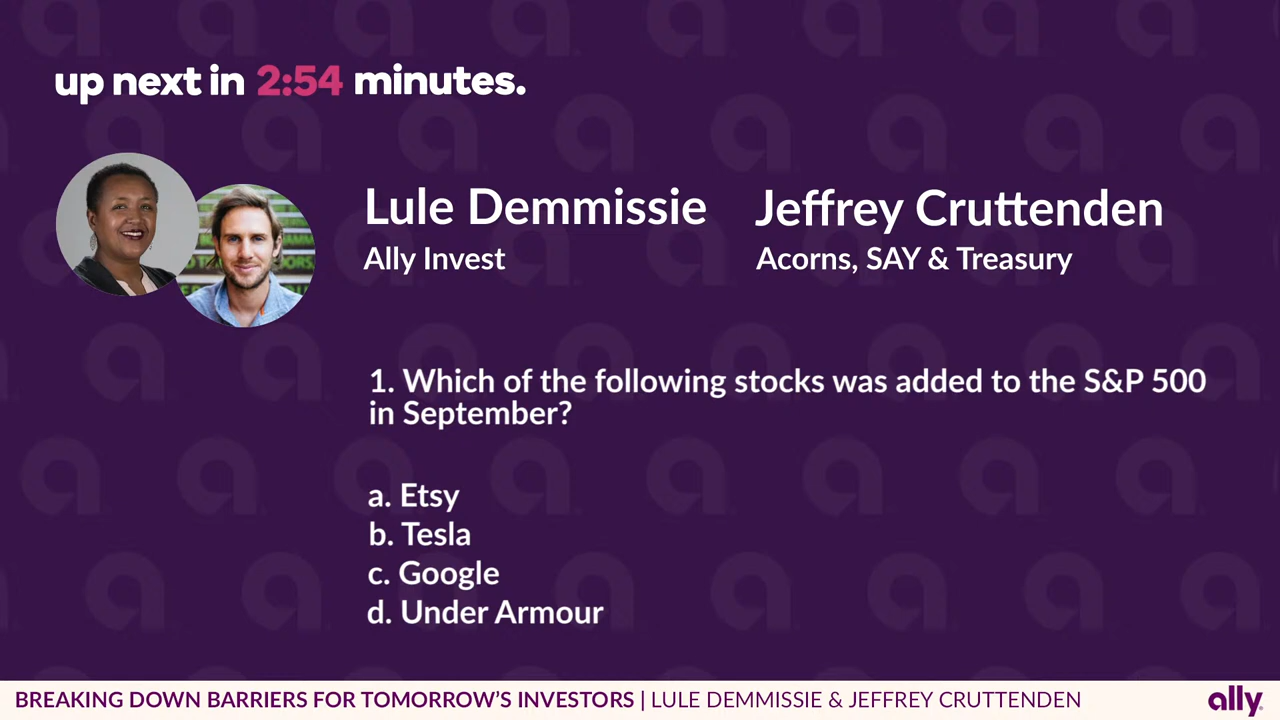 up next in 2:54 minutes.
Lule Demmissie
Ally Invest
Jeffrey Cruttenden
Acorns, SAY & Treasury
1. Which of the following stocks was added to the S&P 500
in September?
a. Etsy
b. Tesla
c. Google
d. Under Armour
BREAKING DOWN BARRIERS FOR TOMORROW'S INVESTORS | LULE DEMMISSIE & JEFFREY CRUTTENDEN
ally